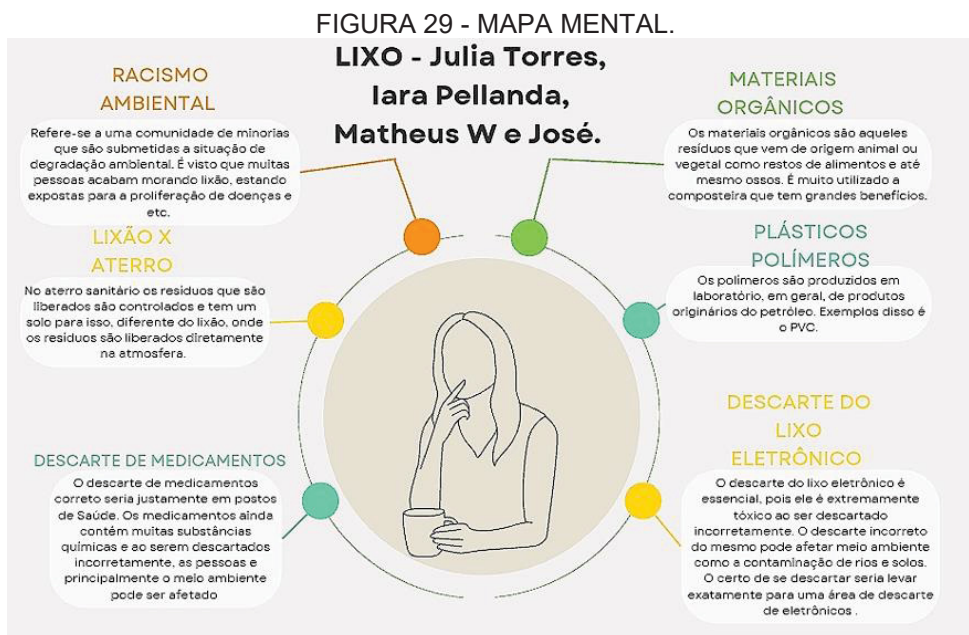 FIGURA 29 - MAPA MENTAL.
LIXO - Julia Torres,
Iara Pellanda,
Matheus W e José.
RACISMO
AMBIENTAL
Refere-se a uma comunidade de minorias
que são submetidas a situação de
degradação ambiental. É visto que muitas
pessoas acabam morando lixão, estando
expostas para a proliferação de doenças e
etc.
LIXÃO X
ATERRO
No aterro sanitário os resíduos que são
liberados são controlados e tem um
solo para isso, diferente do lixão, onde
os resíduos são liberados diretamente
na atmosfera.
DESCARTE DE MEDICAMENTOS
O descarte de medicamentos
correto seria justamente em postos
de Saúde. Os medicamentos ainda
contém muitas substâncias
químicas e ao serem descartados
incorretamente, as pessoas e
principalmente o meio ambiente
pode ser afetado
MATERIAIS
ORGÂNICOS
Os materiais orgânicos são aqueles
resíduos que vem de origem animal ou
vegetal como restos de alimentos e até
mesmo ossos. É muito utilizado a
composteira que tem grandes benefícios.
PLÁSTICOS
POLÍMEROS
Os polímeros são produzidos em
laboratório, em geral, de produtos
originários do petróleo. Exemplos disso é
o PVC.
DESCARTE DO
LIXO
ELETRÔNICO
O descarte do lixo eletrônico é
essencial, pois ele é extremamente
tóxico ao ser descartado
incorretamente. O descarte incorreto
do mesmo pode afetar meio ambiente
como a contaminação de rios e solos.
O certo de se descartar seria levar
exatamente para uma área de descarte
de eletrônicos .